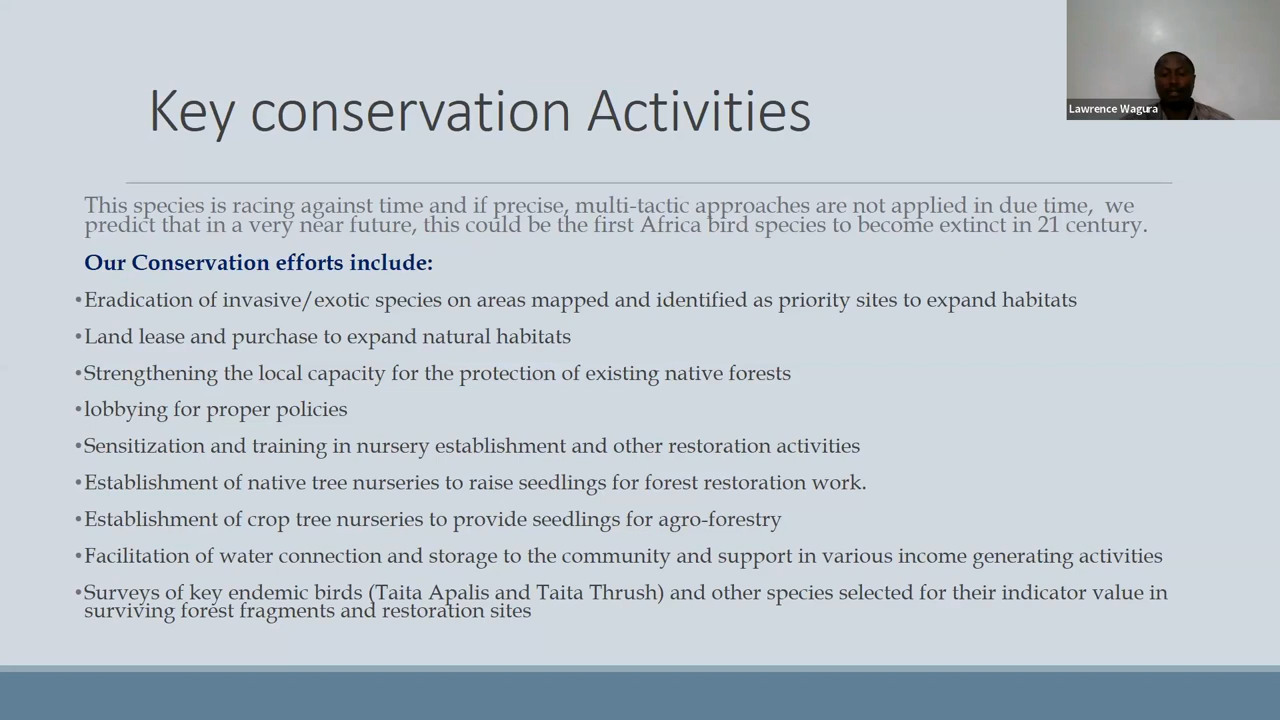 Key conservation Activities
Lawrence Wagura
This species is racing against time and if precise, multi-tactic approaches are not applied in due time,  we
predict that in a very near future, this could be the first Africa bird species to become extinct in 21 century.
Our Conservation efforts include:
•Eradication of invasive/exotic species on areas mapped and identified as priority sites to expand habitats
•Land lease and purchase to expand natural habitats
•Strengthening the local capacity for the protection of existing native forests
•lobbying for proper policies
•Sensitization and training in nursery establishment and other restoration activities
•Establishment of native tree nurseries to raise seedlings for forest restoration work.
•Establishment of crop tree nurseries to provide seedlings for agro-forestry
•Facilitation of water connection and storage to the community and support in various income generating activities
•Surveys of key endemic birds (Taita Apalis and Taita Thrush) and other species selected for their indicator value in
surviving forest fragments and restoration sites